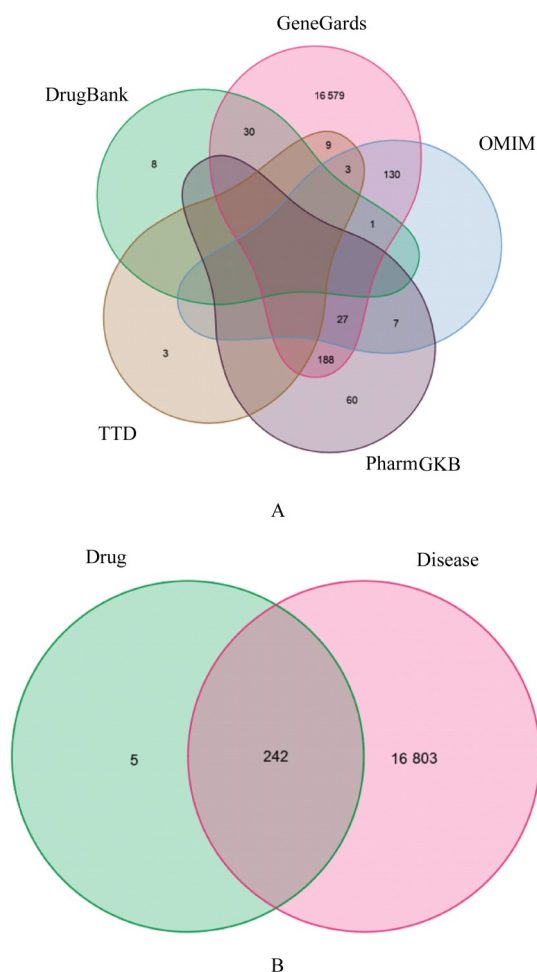 GeneGards
DrugBank
OMIM
16 579
30
9
8
3
130
1
27
7
3
188
60
TTD
PharmGKB
A
Drug
Disease
5
242
16 803
B